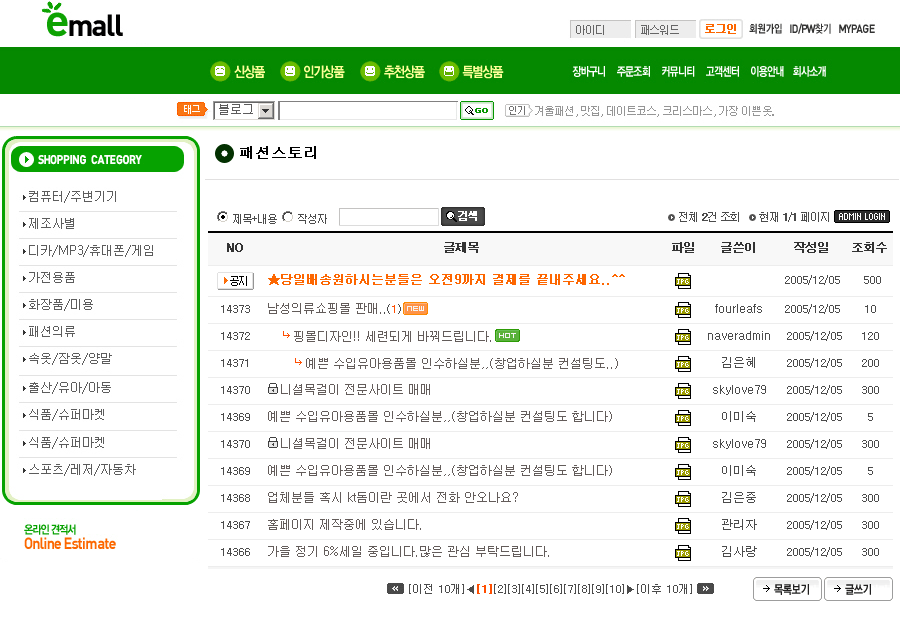 emall
아이디 패스워드 로그인 회원가입 ID/PW찾기 MYPAGE
신상품 인기상품 추천상품 특별상품 장바구니 주문조회 커뮤니티 고객센터 이용안내 회사소개
태그 블로그 GO 인기 겨울패션, 맛집, 데이트코스, 크리스마스, 가장 이쁜옷.
SHOPPING CATEGORY
컴퓨터/주변기기
제조사별
디카/MP3/휴대폰/게임
가전용품
화장품/미용
패션의류
속옷/잠옷/양말
출산/유아/아동
식품/슈퍼마켓
식품/슈퍼마켓
스포츠/레저/자동차
온라인 견적서
Online Estimate
패션스토리
제목+내용 작성자 검색 전체 2건 조회 현재 1/1 페이지 ADMIN LOGIN
NO 글제목 파일 글쓴이 작성일 조회수
공지 ★당일배송원하시는분들은 오전9까지 결제를 끝내주세요..^^ JPG 2005/12/05 500
14373 남성의류쇼핑몰 판매..(1) NEW JPG fourleafs 2005/12/05 10
14372 핑몰디자인!! 세련되게 바꿔드립니다. HOT JPG naveradmin 2005/12/05 120
14371 예쁜 수입유아용품몰 인수하실분..(창업하실분 컨설팅도..) JPG 김은혜 2005/12/05 200
14370 니셜목걸이 전문사이트 매매 JPG skylove79 2005/12/05 300
14369 예쁜 수입유아용품몰 인수하실분..(창업하실분 컨설팅도 합니다) JPG 이미숙 2005/12/05 5
14370 니셜목걸이 전문사이트 매매 JPG skylove79 2005/12/05 300
14369 예쁜 수입유아용품몰 인수하실분..(창업하실분 컨설팅도 합니다) JPG 이미숙 2005/12/05 5
14368 업체분들 혹시 kt돔이란 곳에서 전화 안오나요? JPG 김은중 2005/12/05 300
14367 홈페이지 제작중에 있습니다. JPG 관리자 2005/12/05 300
14366 가을 정기 6%세일 중입니다.많은 관심 부탁드립니다. JPG 김사랑 2005/12/05 300
[이전 10개]◀[1][2][3][4][5][6][7][8][9][10]▶[이후 10개] 목록보기 글쓰기